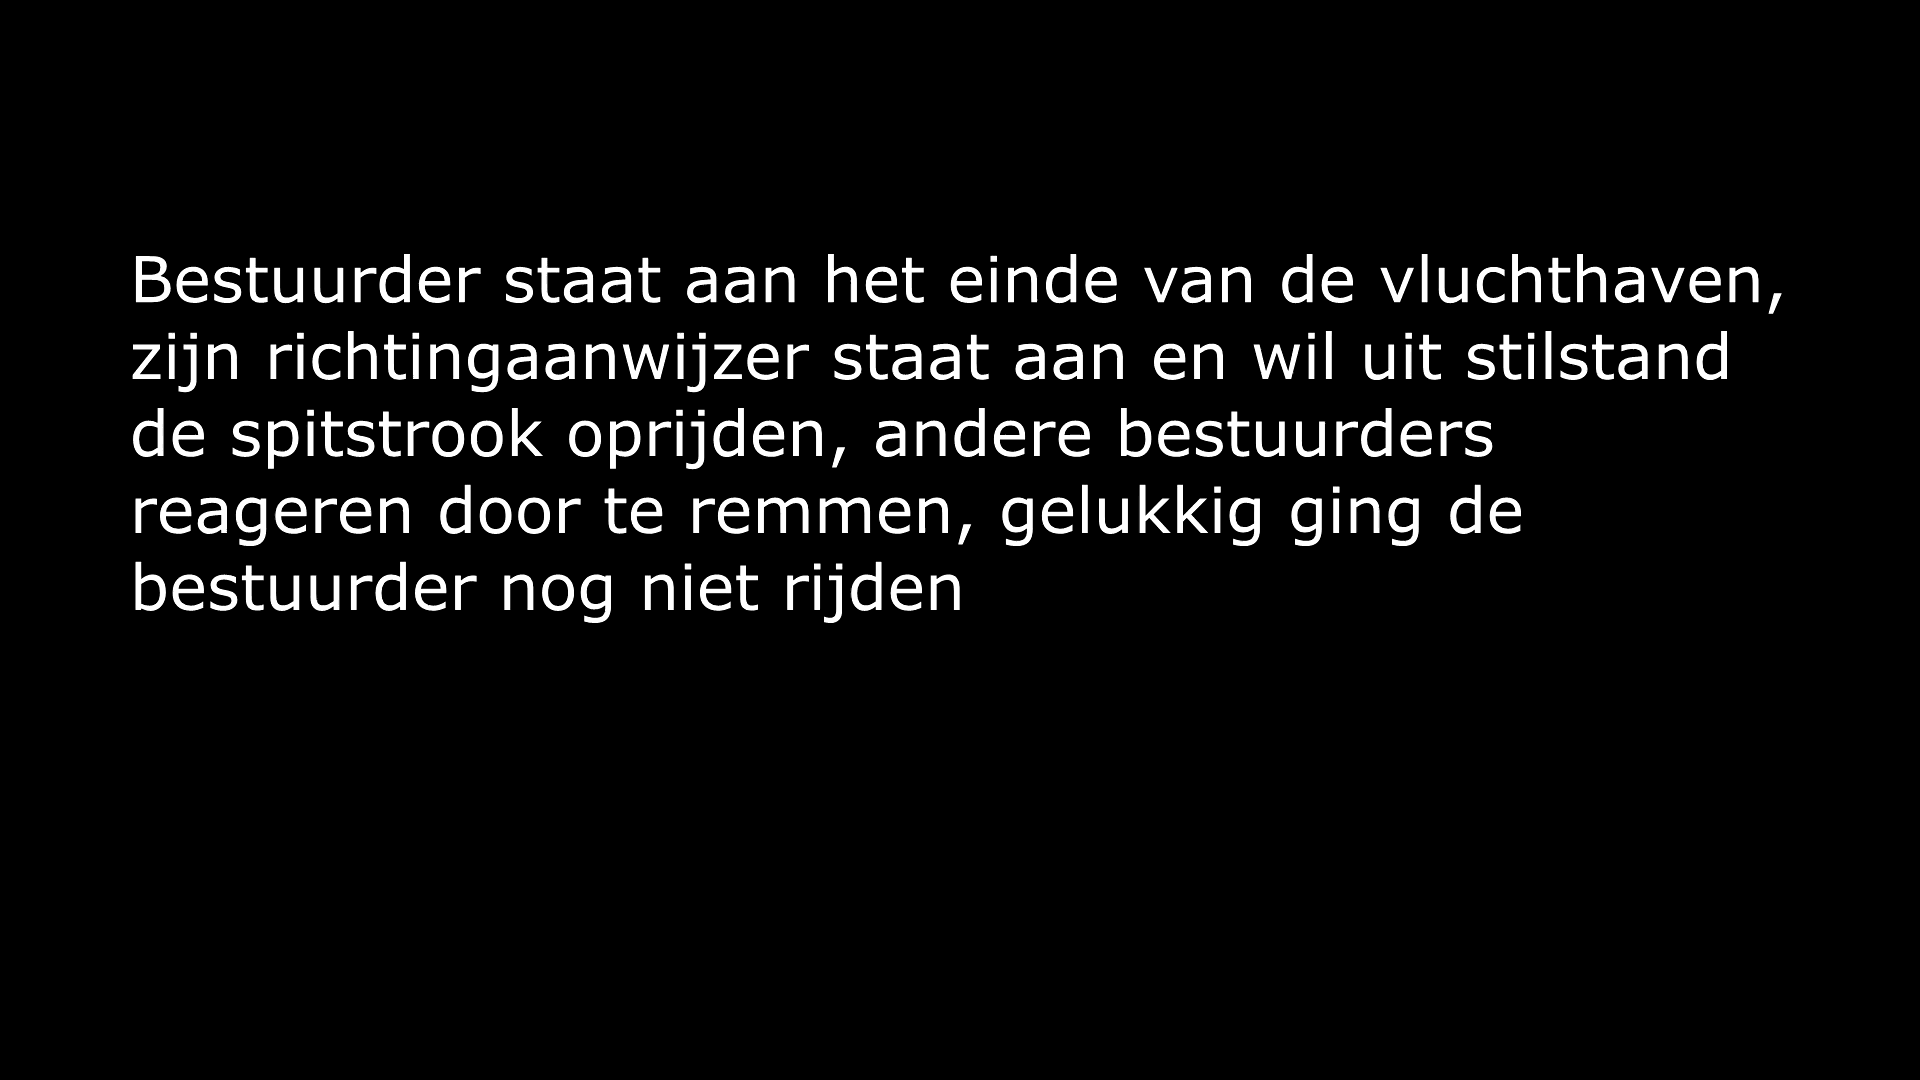 Bestuurder staat aan het einde van de vluchthaven,
zijn richtingaanwijzer staat aan en wil uit stilstand
de spitstrook oprijden, andere bestuurders
reageren door te remmen, gelukkig ging de
bestuurder nog niet rijden